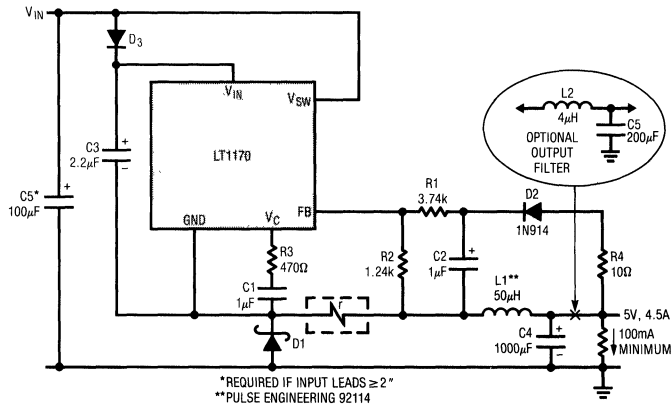 VIN
D3
VIN
VSW
L2
4μH
C5
200μF
OPTIONAL
OUTPUT
FILTER
C3
2.2μF
+
−
LT1170
R1
3.74k
D2
1N914
C5*
100μF
+
GND
VC
FB
R2
1.24k
C2
1μF
+
R4
10Ω
R3
470Ω
C1
1μF
r
L1**
50μH
5V, 4.5A
D1
C4
1000μF
+
−
100mA
MINIMUM
*REQUIRED IF INPUT LEADS ≥ 2"
**PULSE ENGINEERING 92114